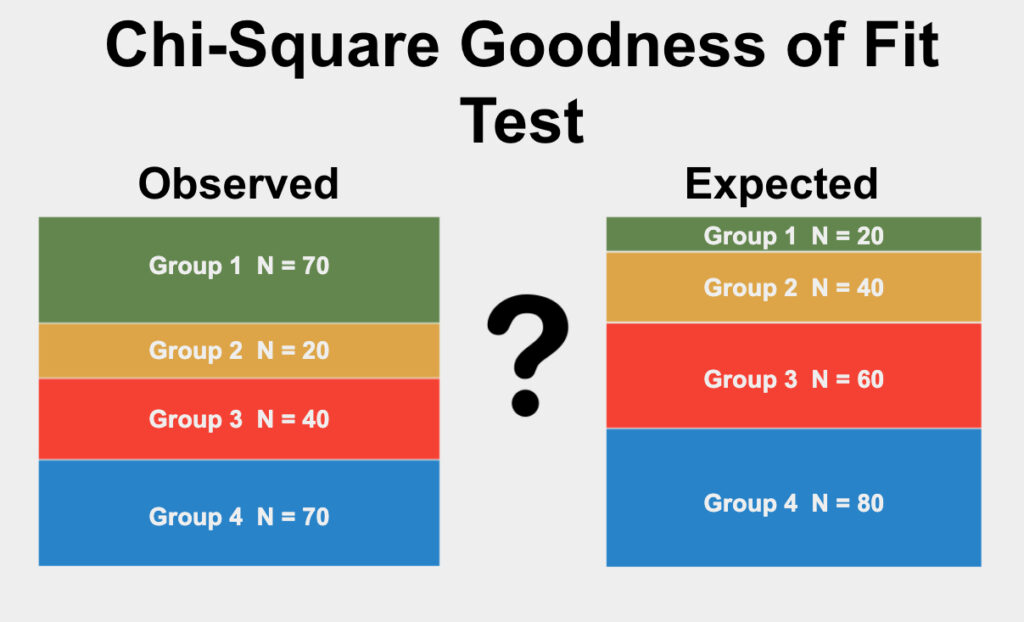 Chi-Square Goodness of Fit
Test
Observed
Expected
Group 1 N = 70
Group 2 N = 20
Group 3 N = 40
Group 4 N = 70
?
Group 1 N = 20
Group 2 N = 40
Group 3 N = 60
Group 4 N = 80